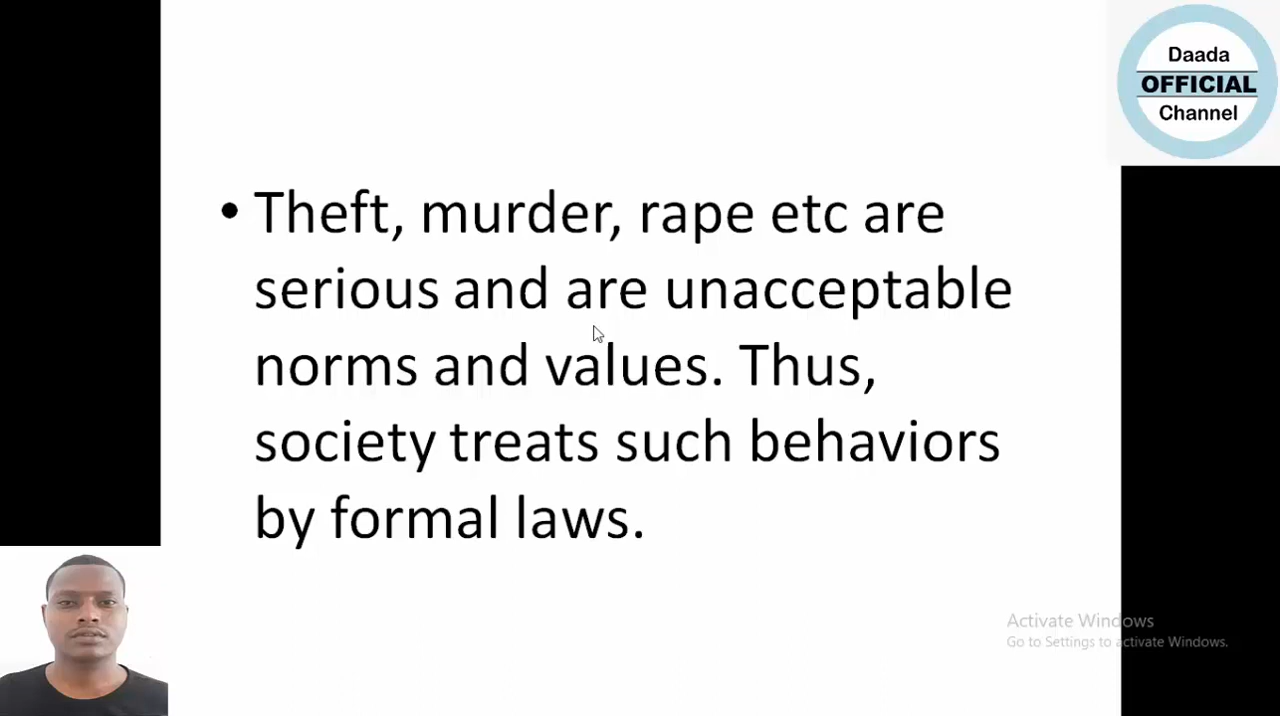 Daada
OFFICIAL
Channel
• Theft, murder, rape etc are
serious and are unacceptable
norms and values. Thus,
society treats such behaviors
by formal laws.
Activate Windows
Go to Settings to activate Windows.